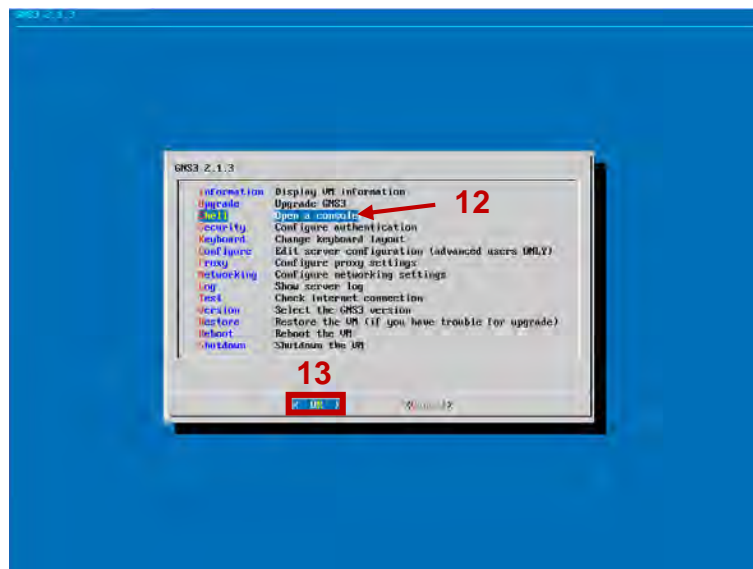 GNS3 2.1.3
GNS3 2.1.3
Information Display VM information
Upgrade Upgrade GNS3
Shell Open a console
12
Security Configure authentication
Keyboard Change keyboard layout
Configure Edit server configuration (advanced users ONLY)
Proxy Configure proxy settings
Networking Configure networking settings
Log Show server log
Test Check internet connection
Version Select the GNS3 version
Restore Restore the VM (if you have trouble for upgrade)
Reboot Reboot the VM
Shutdown Shutdown the VM
13
< OK > <Cancel>